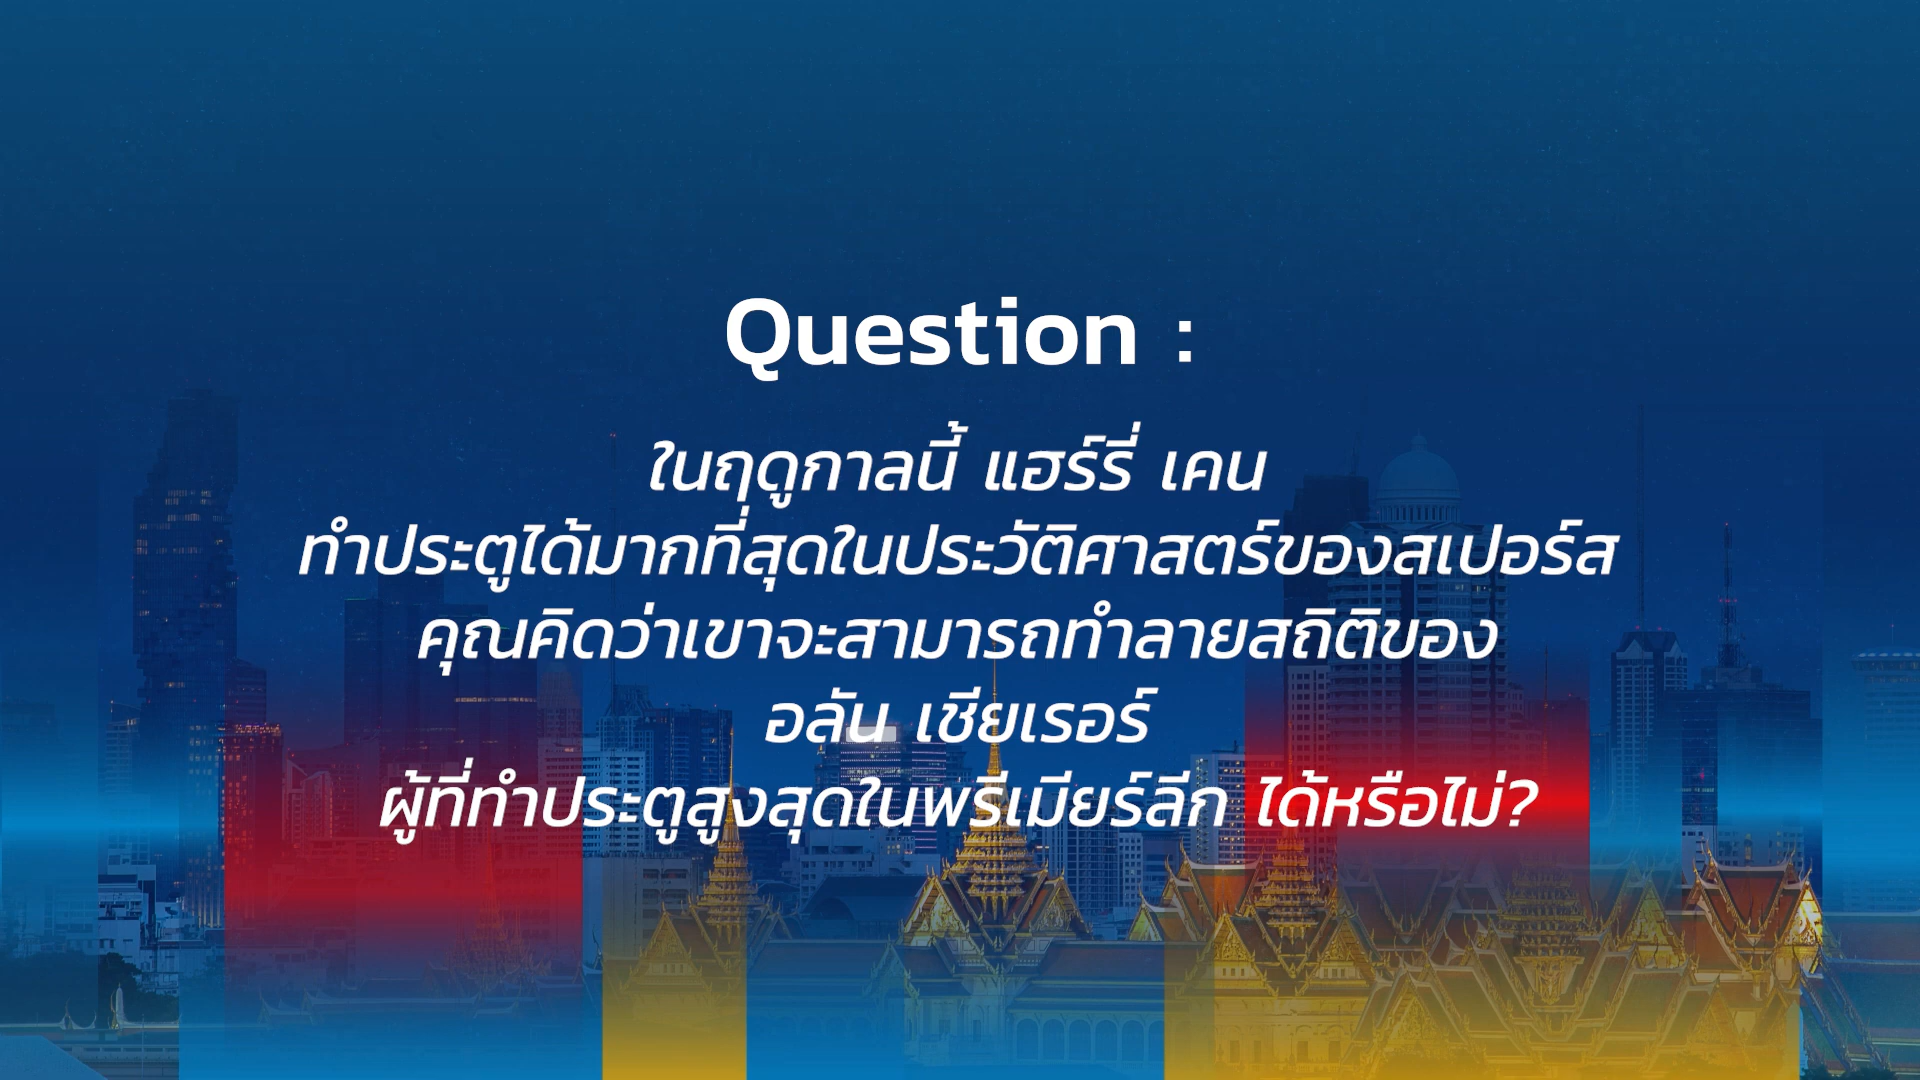 Question :
ในฤดูกาลนี้ แฮร์รี่ เคน
ทำประตูได้มากที่สุดในประวัติศาสตร์ของสเปอร์ส
คุณคิดว่าเขาจะสามารถทำลายสถิติของ
อลัน เชียเรอร์
ผู้ที่ทำประตูสูงสุดในพรีเมียร์ลีก ได้หรือไม่?